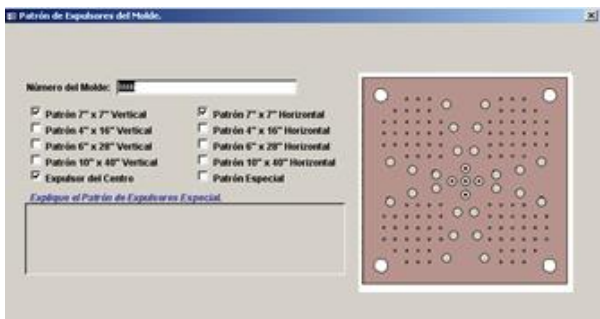 Patrón de Expulsores del Molde.
Número del Molde:
Patrón 7" x 7" Vertical
Patrón 7" x 7" Horizontal
Patrón 4" x 16" Vertical
Patrón 4" x 16" Horizontal
Patrón 6" x 28" Vertical
Patrón 6" x 28" Horizontal
Patrón 10" x 40" Vertical
Patrón 10" x 40" Horizontal
Expulsor del Centro
Patrón Especial
Explique el Patrón de Expulsores Especial.